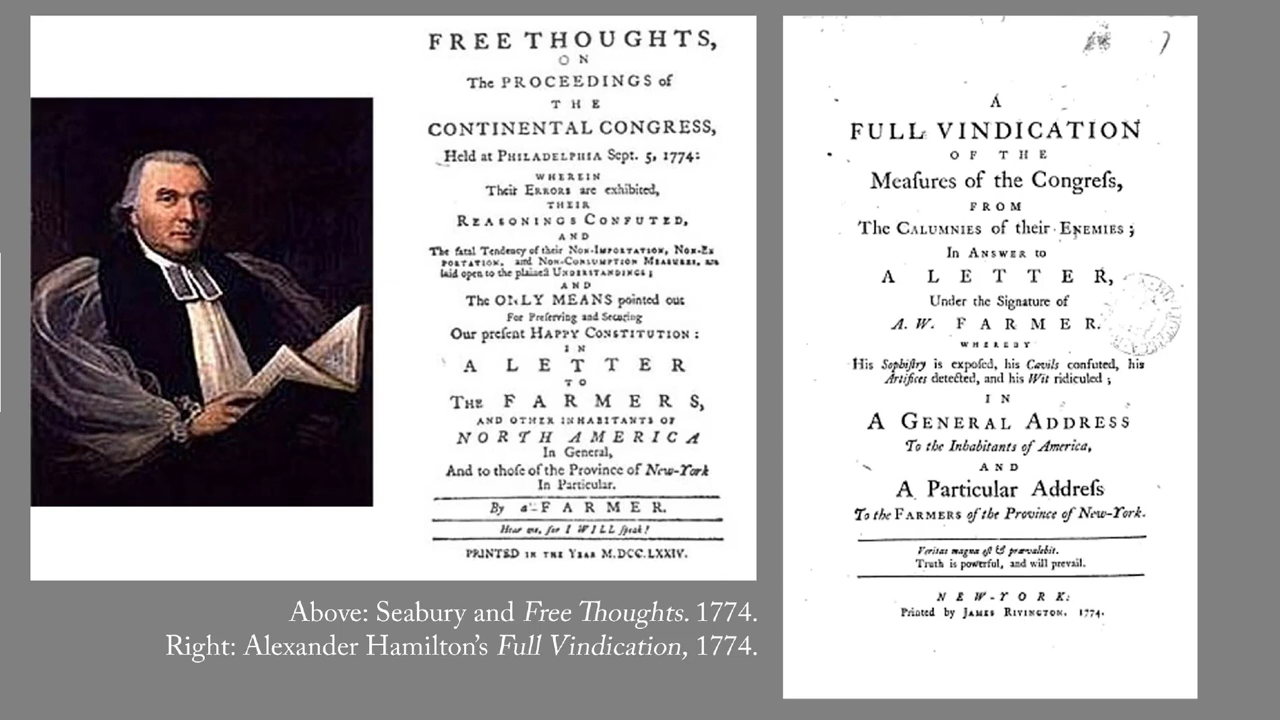 FREE THOUGHTS,
ON
The PROCEEDINGS of
THE
CONTINENTAL CONGRESS,
Held at PHILADELPHIA Sept. 5, 1774:
WHEREIN
Their ERRORS are exhibited,
THEIR
REASONINGS CONFUTED,
AND
The fatal Tendency of their NON-IMPORTATION, NON-EX
PORTATION, and NON-CONSUMPTION MEASURES, are
laid open to the plaineſt UNDERSTANDINGS;
AND
The ONLY MEANS pointed out
For Preſerving and Securing
Our preſent HAPPY CONSTITUTION:
IN
A LETTER
TO
THE FARMERS,
AND OTHER INHABITANTS OF
NORTH AMERICA
In General,
And to thoſe of the Province of New-York
In Particular.
By a FARMER.
Hear me, for I WILL ſpeak!
PRINTED IN THE YEAR M.DCC.LXXIV.
Above: Seabury and Free Thoughts. 1774.
Right: Alexander Hamilton's Full Vindication, 1774.
A
FULL VINDICATION
OF THE
Meaſures of the Congreſs,
FROM
The CALUMNIES of their ENEMIES;
In ANSWER to
A LETTER,
Under the Signature of
A. W. FARMER.
WHEREBY
His Sophiſtry is expoſed, his Cavils confuted, his
Artifices detected, and his Wit ridiculed;
IN
A GENERAL ADDRESS
To the Inhabitants of America,
AND
A Particular Addreſs
To the FARMERS of the Province of New-York.
Veritas magna eſt & prævalebit.
Truth is powerful, and will prevail.
NEW-YORK:
Printed by JAMES RIVINGTON. 1774.